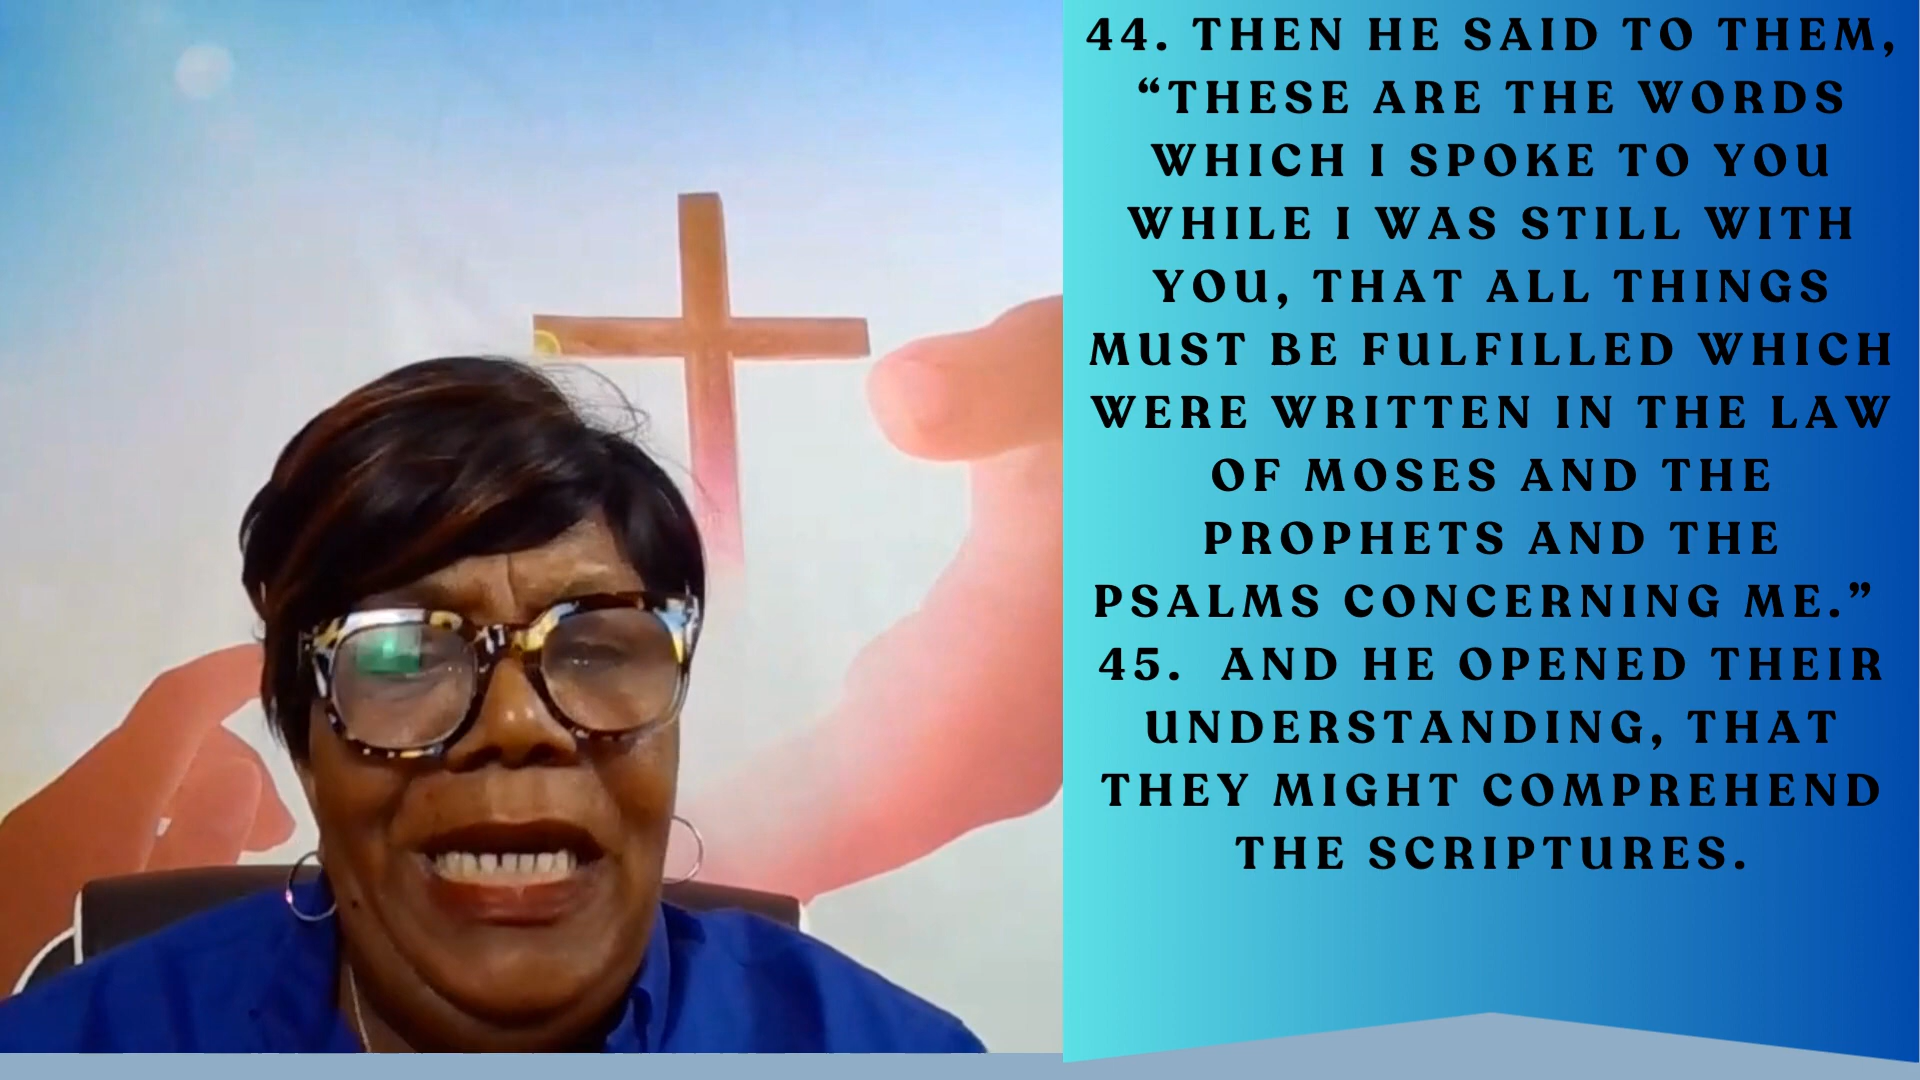 44. THEN HE SAID TO THEM,
“THESE ARE THE WORDS
WHICH I SPOKE TO YOU
WHILE I WAS STILL WITH
YOU, THAT ALL THINGS
MUST BE FULFILLED WHICH
WERE WRITTEN IN THE LAW
OF MOSES AND THE
PROPHETS AND THE
PSALMS CONCERNING ME.”
45. AND HE OPENED THEIR
UNDERSTANDING, THAT
THEY MIGHT COMPREHEND
THE SCRIPTURES.